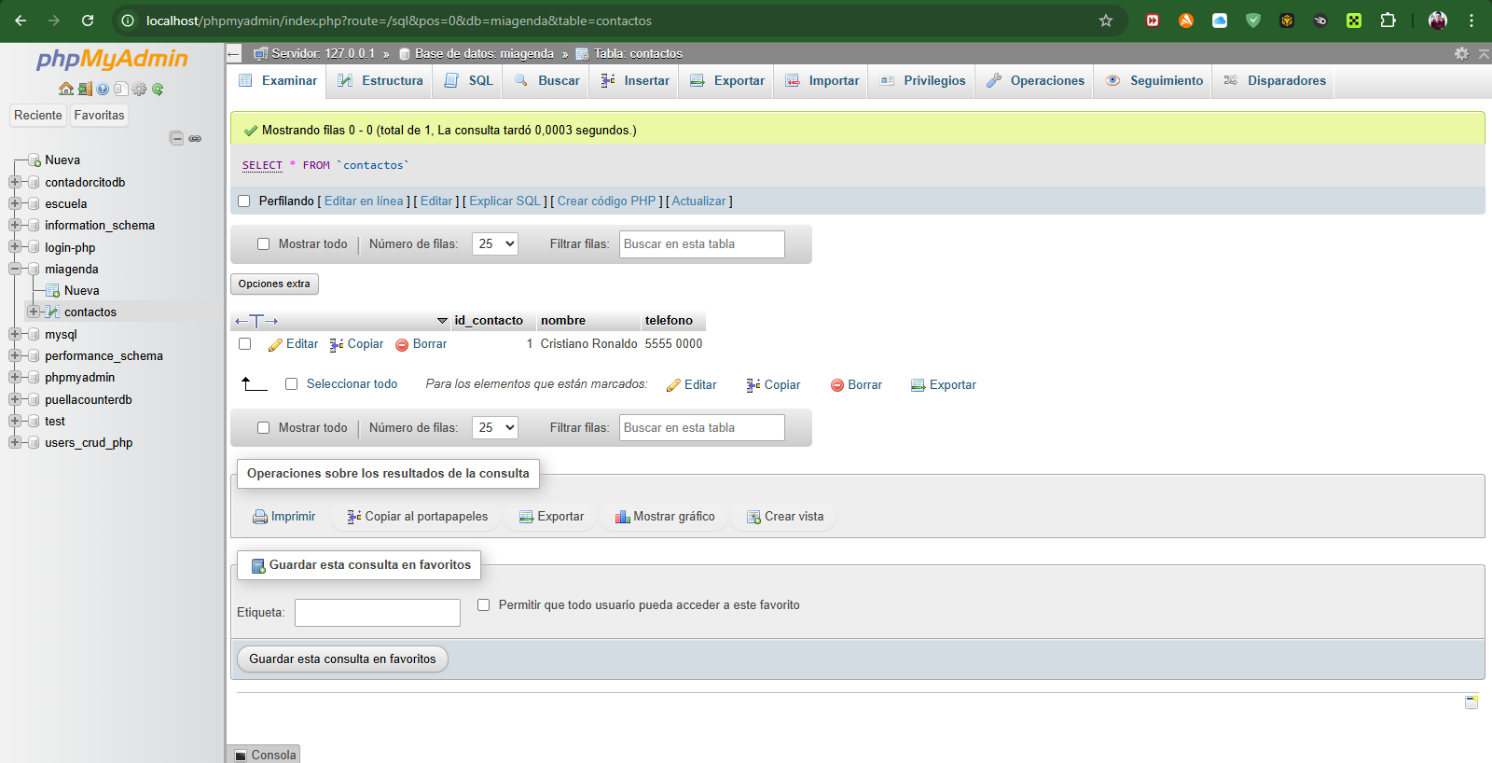 localhost/phpmyadmin/index.php?route=/sql&pos=0&db=miagenda&table=contactos
phpMyAdmin
Reciente Favoritas
Nueva
contadorcitodb
escuela
information_schema
login-php
miagenda
Nueva
contactos
mysql
performance_schema
phpmyadmin
puellacounterdb
test
users_crud_php
Servidor: 127.0.0.1 » Base de datos: miagenda » Tabla: contactos
Examinar Estructura SQL Buscar Insertar Exportar Importar Privilegios Operaciones Seguimiento Disparadores
Mostrando filas 0 - 0 (total de 1, La consulta tardó 0,0003 segundos.)
SELECT * FROM `contactos`
Perfilando [ Editar en línea ] [ Editar ] [ Explicar SQL ] [ Crear código PHP ] [ Actualizar ]
Mostrar todo Número de filas: 25 Filtrar filas: Buscar en esta tabla
Opciones extra
id_contacto nombre telefono
Editar Copiar Borrar 1 Cristiano Ronaldo 5555 0000
Seleccionar todo Para los elementos que están marcados: Editar Copiar Borrar Exportar
Mostrar todo Número de filas: 25 Filtrar filas: Buscar en esta tabla
Operaciones sobre los resultados de la consulta
Imprimir Copiar al portapapeles Exportar Mostrar gráfico Crear vista
Guardar esta consulta en favoritos
Etiqueta: Permitir que todo usuario pueda acceder a este favorito
Guardar esta consulta en favoritos
Consola